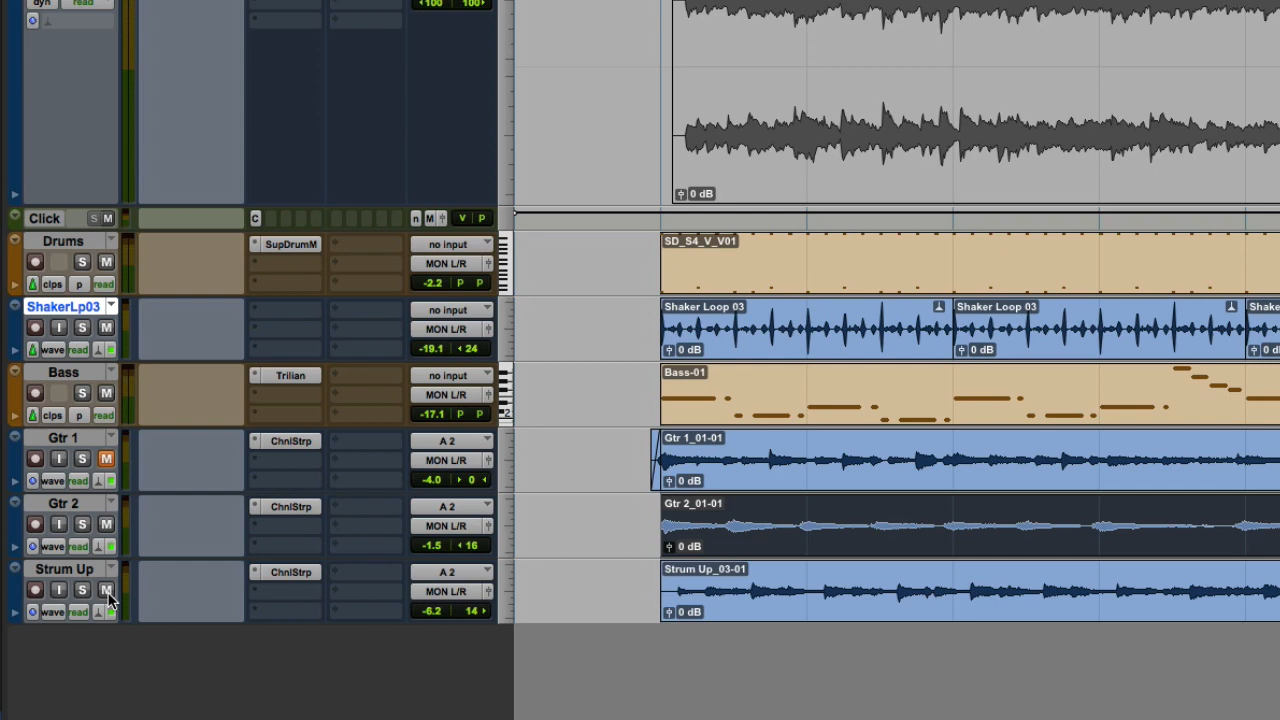 dyn read
‹100 100›
0 dB
Click S M C n M V P
Drums SupDrumM no input SD_S4_V_V01
S M MON L/R
clps p read -2.2 P P
ShakerLp03 no input Shaker Loop 03 Shaker Loop 03 Shake
I S M MON L/R
wave read -19.1 ‹ 24 0 dB 0 dB 0 d
Bass Trilian no input Bass-01
S M MON L/R
clps p read -17.1 P P 2
Gtr 1 ChnlStrp A 2 Gtr 1_01-01
I S M MON L/R
wave read -4.0 › 0 ‹ 0 dB
Gtr 2 ChnlStrp A 2 Gtr 2_01-01
I S M MON L/R
wave read -1.5 ‹ 16 0 dB
Strum Up ChnlStrp A 2 Strum Up_03-01
I S M MON L/R
wave read -6.2 14 › 0 dB